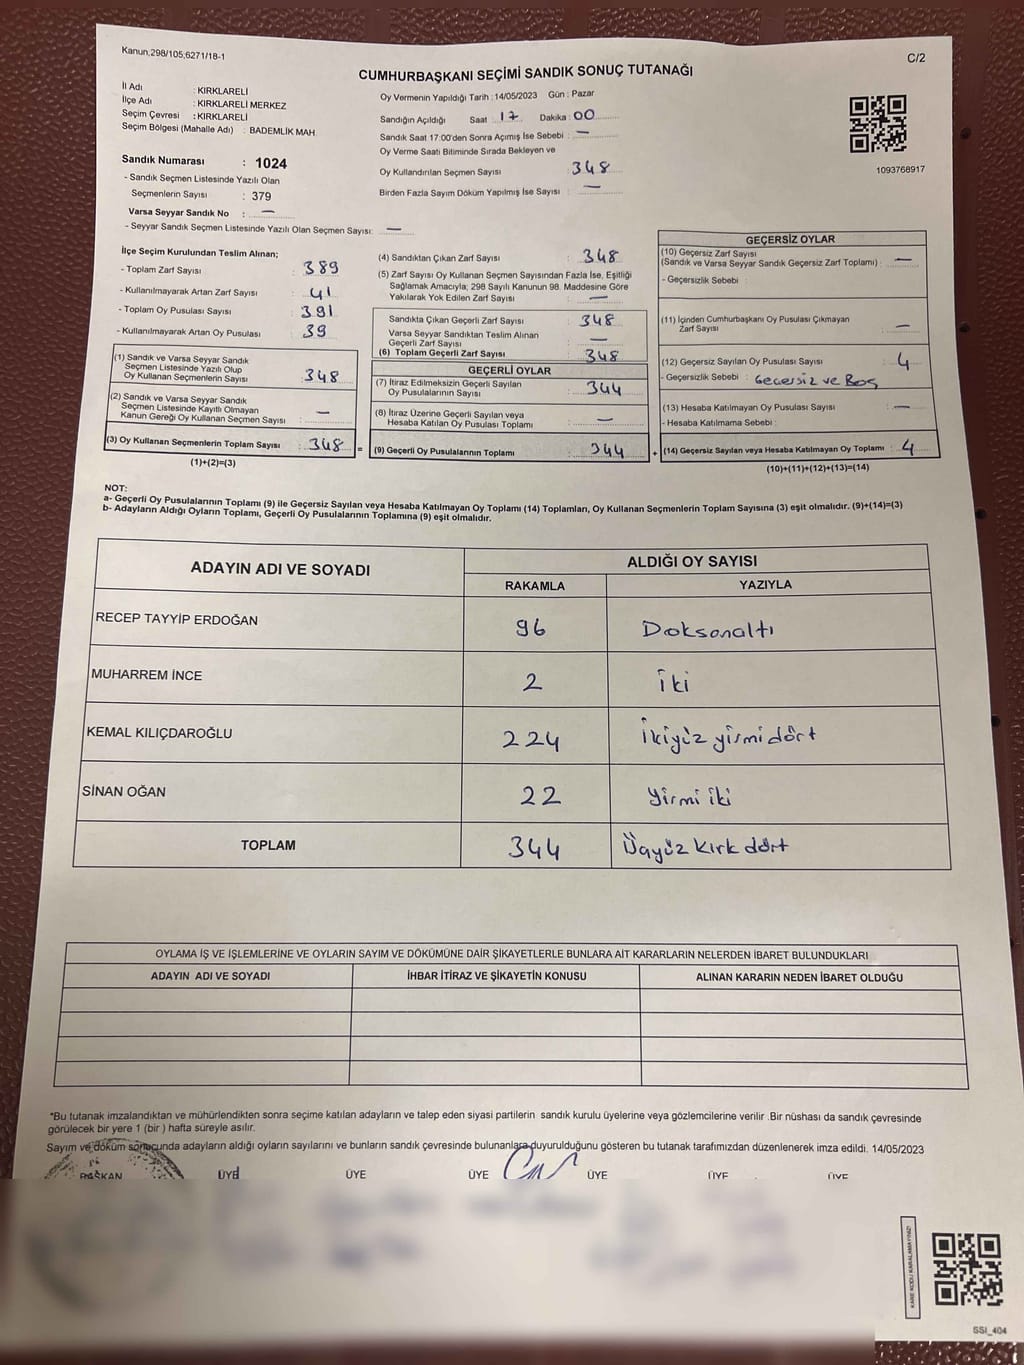 Kanun,298/105;6271/18-1
C/2
CUMHURBAŞKANI SEÇİMİ SANDIK SONUÇ TUTANAĞI
İl Adı : KIRKLARELİ
İlçe Adı : KIRKLARELİ MERKEZ
Seçim Çevresi : KIRKLARELİ
Seçim Bölgesi (Mahalle Adı) : BADEMLİK MAH.
Sandık Numarası : 1024
- Sandık Seçmen Listesinde Yazılı Olan
Seçmenlerin Sayısı : 379
Varsa Seyyar Sandık No : —
- Seyyar Sandık Seçmen Listesinde Yazılı Olan Seçmen Sayısı: —
Oy Vermenin Yapıldığı Tarih : 14/05/2023 Gün : Pazar
Sandığın Açıldığı Saat : 17 Dakika : 00
Sandık Saat 17.00'den Sonra Açımış İse Sebebi : —
Oy Verme Saati Bitiminde Sırada Bekleyen ve
Oy Kullandırılan Seçmen Sayısı : 348
Birden Fazla Sayım Döküm Yapılmış İse Sayısı : —
1093768917
İlçe Seçim Kurulundan Teslim Alınan;
- Toplam Zarf Sayısı : 389
- Kullanılmayarak Artan Zarf Sayısı : 41
- Toplam Oy Pusulası Sayısı : 391
- Kullanılmayarak Artan Oy Pusulası : 39
(1) Sandık ve Varsa Seyyar Sandık
Seçmen Listesinde Yazılı Olup
Oy Kullanan Seçmenlerin Sayısı : 348
(2) Sandık ve Varsa Seyyar Sandık
Seçmen Listesinde Kayıtlı Olmayan
Kanun Gereği Oy Kullanan Seçmen Sayısı : —
(3) Oy Kullanan Seçmenlerin Toplam Sayısı : 348 =
(1)+(2)=(3)
(4) Sandıktan Çıkan Zarf Sayısı : 348
(5) Zarf Sayısı Oy Kullanan Seçmen Sayısından Fazla İse, Eşitliği
Sağlamak Amacıyla; 298 Sayılı Kanunun 98. Maddesine Göre
Yakılarak Yok Edilen Zarf Sayısı : —
Sandıkta Çıkan Geçerli Zarf Sayısı : 348
Varsa Seyyar Sandıktan Teslim Alınan
Geçerli Zarf Sayısı : —
(6) Toplam Geçerli Zarf Sayısı : 348
GEÇERLİ OYLAR
(7) İtiraz Edilmeksizin Geçerli Sayılan
Oy Pusulalarının Sayısı : 344
(8) İtiraz Üzerine Geçerli Sayılan veya
Hesaba Katılan Oy Pusulası Toplamı : —
(9) Geçerli Oy Pusulalarının Toplamı : 344 +
GEÇERSİZ OYLAR
(10) Geçersiz Zarf Sayısı
(Sandık ve Varsa Seyyar Sandık Geçersiz Zarf Toplamı) : —
- Geçersizlik Sebebi :
(11) İçinden Cumhurbaşkanı Oy Pusulası Çıkmayan
Zarf Sayısı : —
(12) Geçersiz Sayılan Oy Pusulası Sayısı : 4
- Geçersizlik Sebebi : Gecersiz ve Boş
(13) Hesaba Katılmayan Oy Pusulası Sayısı : —
- Hesaba Katılmama Sebebi :
(14) Geçersiz Sayılan veya Hesaba Katılmayan Oy Toplamı : 4
(10)+(11)+(12)+(13)=(14)
NOT:
a- Geçerli Oy Pusulalarının Toplamı (9) ile Geçersiz Sayılan veya Hesaba Katılmayan Oy Toplamı (14) Toplamları, Oy Kullanan Seçmenlerin Toplam Sayısına (3) eşit olmalıdır. (9)+(14)=(3)
b- Adayların Aldığı Oyların Toplamı, Geçerli Oy Pusulalarının Toplamına (9) eşit olmalıdır.
ADAYIN ADI VE SOYADI ALDIĞI OY SAYISI
RAKAMLA YAZIYLA
RECEP TAYYİP ERDOĞAN 96 Doksanaltı
MUHARREM İNCE 2 İki
KEMAL KILIÇDAROĞLU 224 İkiyüz yirmi dört
SİNAN OĞAN 22 Yirmi iki
TOPLAM 344 Üçyüz Kırk dört
OYLAMA İŞ VE İŞLEMLERİNE VE OYLARIN SAYIM VE DÖKÜMÜNE DAİR ŞİKAYETLERLE BUNLARA AİT KARARLARIN NELERDEN İBARET BULUNDUKLARI
ADAYIN ADI VE SOYADI İHBAR İTİRAZ VE ŞİKAYETİN KONUSU ALINAN KARARIN NEDEN İBARET OLDUĞU
*Bu tutanak imzalandıktan ve mühürlendikten sonra seçime katılan adayların ve talep eden siyasi partilerin sandık kurulu üyelerine veya gözlemcilerine verilir .Bir nüshası da sandık çevresinde
görülecek bir yere 1 (bir ) hafta süreyle asılır.
Sayım ve döküm sonucunda adayların aldığı oyların sayılarını ve bunların sandık çevresinde bulunanlara duyurulduğunu gösteren bu tutanak tarafımızdan düzenlenerek imza edildi. 14/05/2023
BAŞKAN ÜYE ÜYE ÜYE ÜYE ÜYE ÜYE
KARE KODU KARALAMAYINIZ!
SSI_404